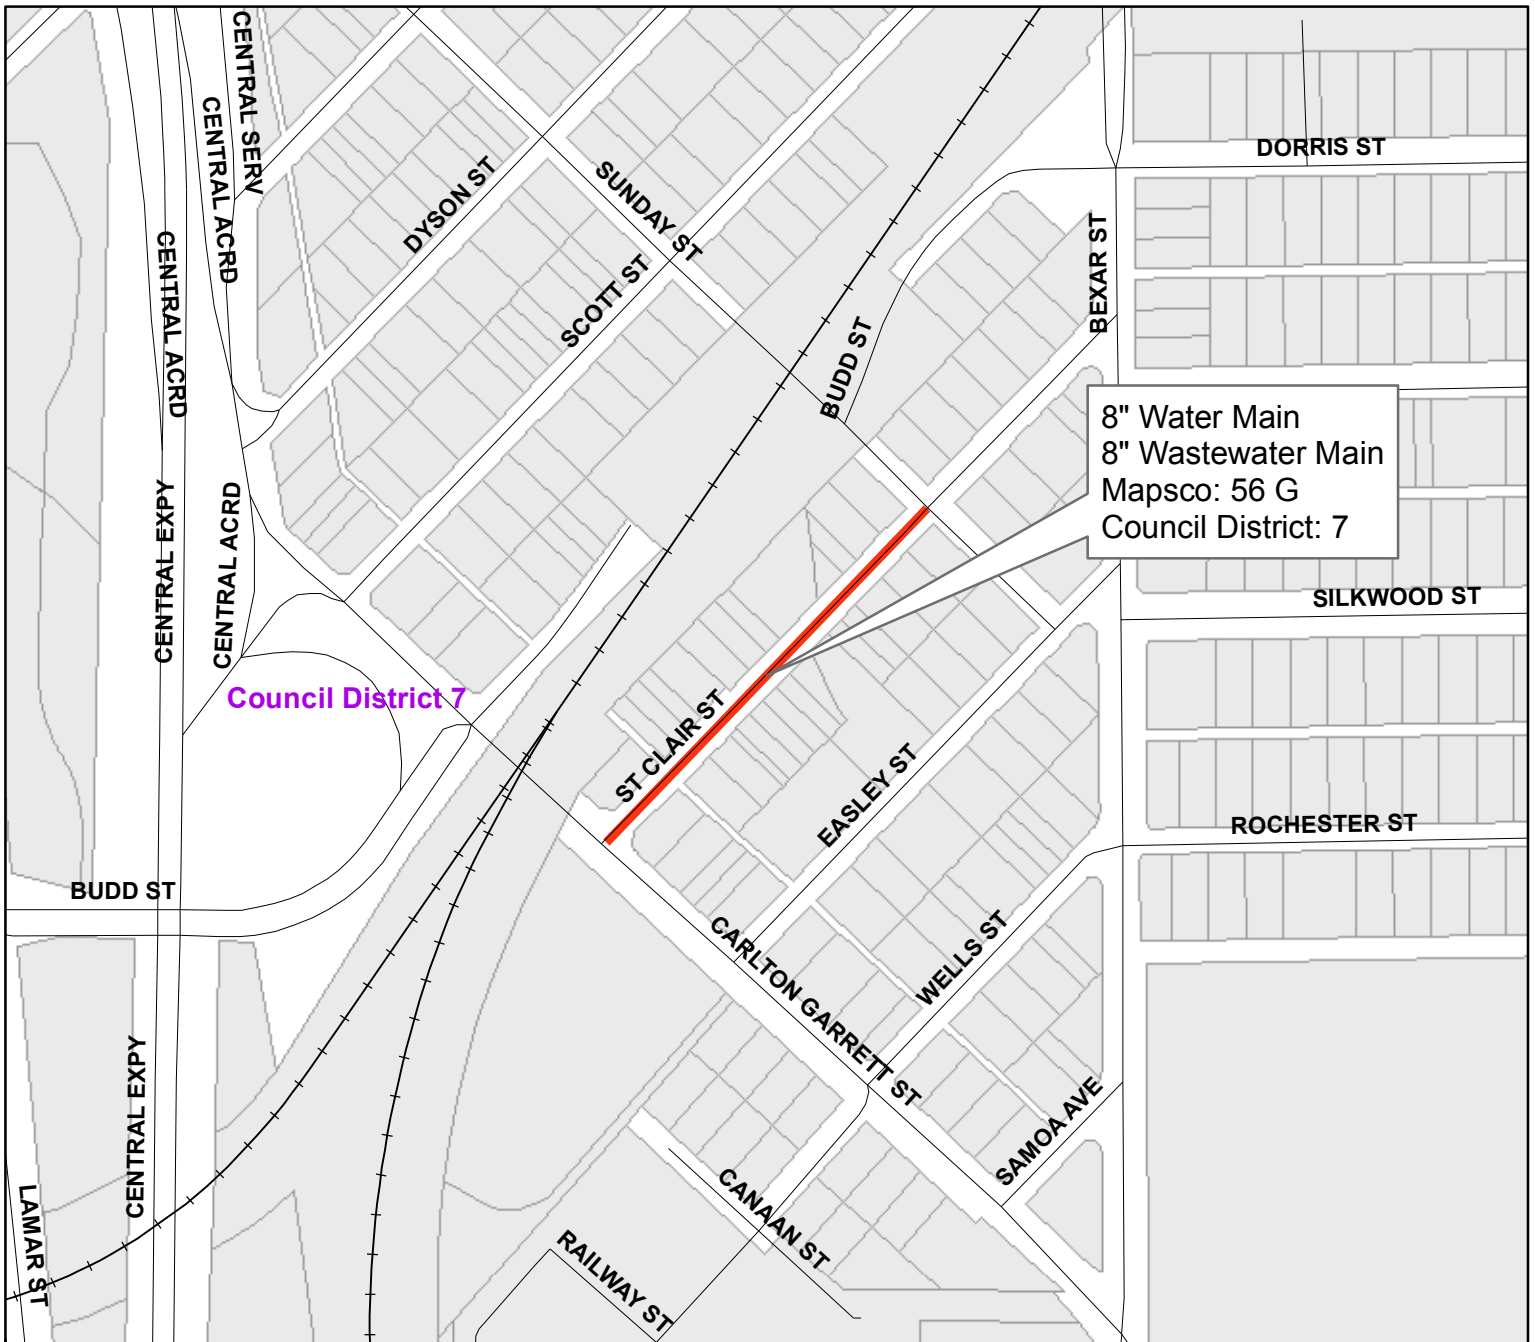 CENTRAL SERV
CENTRAL ACRD
DORRIS ST
DYSON ST
SUNDAY ST
SCOTT ST
BEXAR ST
CENTRAL ACRD
BUDD ST
8" Water Main
8" Wastewater Main
Mapsco: 56 G
Council District: 7
CENTRAL EXPY
CENTRAL ACRD
SILKWOOD ST
Council District 7
ST CLAIR ST
EASLEY ST
ROCHESTER ST
BUDD ST
CARLTON GARRETT ST
WELLS ST
CENTRAL EXPY
SAMOA AVE
LAMAR ST
CANAAN ST
RAILWAY ST